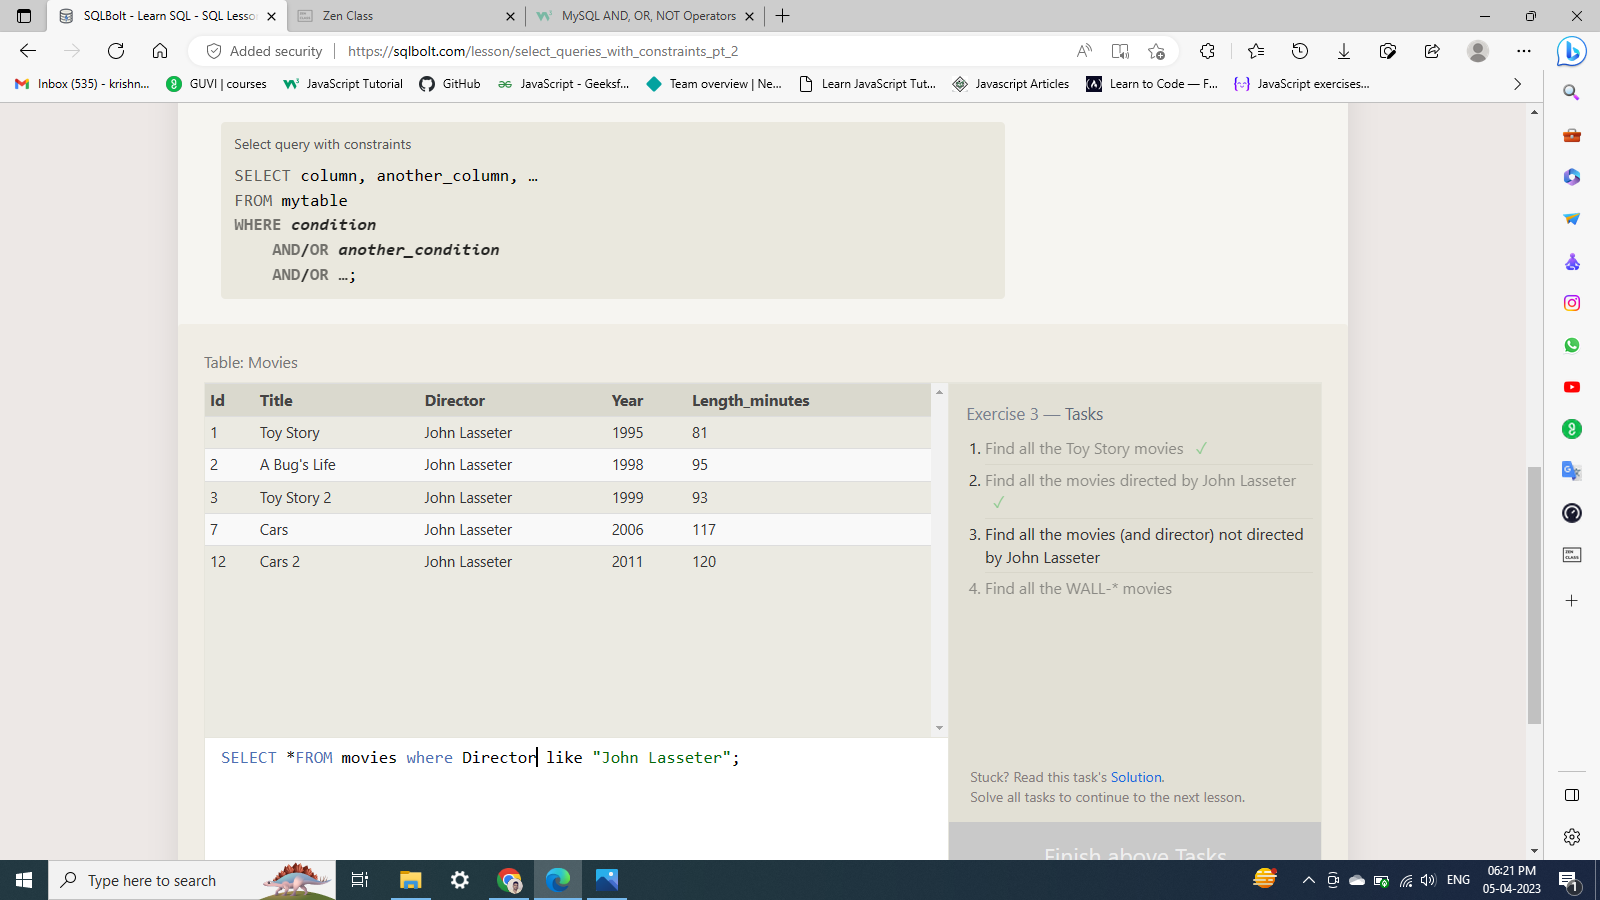 SQLBolt - Learn SQL - SQL Lesso
Zen Class
MySQL AND, OR, NOT Operators
Added security
https://sqlbolt.com/lesson/select_queries_with_constraints_pt_2
Inbox (535) - krishn...
GUVI | courses
JavaScript Tutorial
GitHub
JavaScript - Geeksf...
Team overview | Ne...
Learn JavaScript Tut...
Javascript Articles
Learn to Code — F...
JavaScript exercises...
Select query with constraints
SELECT column, another_column, …
FROM mytable
WHERE condition
AND/OR another_condition
AND/OR …;
Table: Movies
Id Title Director Year Length_minutes
1 Toy Story John Lasseter 1995 81
2 A Bug's Life John Lasseter 1998 95
3 Toy Story 2 John Lasseter 1999 93
7 Cars John Lasseter 2006 117
12 Cars 2 John Lasseter 2011 120
Exercise 3 — Tasks
1. Find all the Toy Story movies ✓
2. Find all the movies directed by John Lasseter
✓
3. Find all the movies (and director) not directed
by John Lasseter
4. Find all the WALL-* movies
SELECT *FROM movies where Director like "John Lasseter";
Stuck? Read this task's Solution.
Solve all tasks to continue to the next lesson.
Finish above Tasks
Type here to search
ENG
06:21 PM
05-04-2023
1